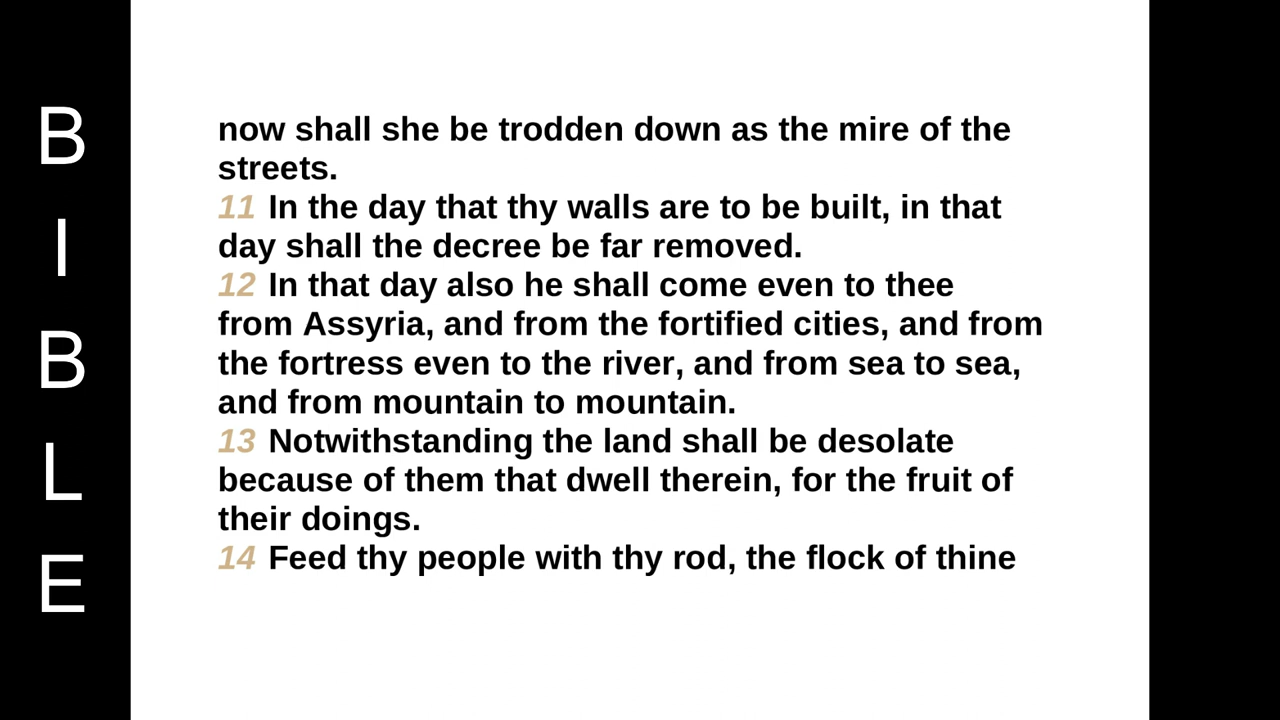 B
I
B
L
E
now shall she be trodden down as the mire of the
streets.
11 In the day that thy walls are to be built, in that
day shall the decree be far removed.
12 In that day also he shall come even to thee
from Assyria, and from the fortified cities, and from
the fortress even to the river, and from sea to sea,
and from mountain to mountain.
13 Notwithstanding the land shall be desolate
because of them that dwell therein, for the fruit of
their doings.
14 Feed thy people with thy rod, the flock of thine